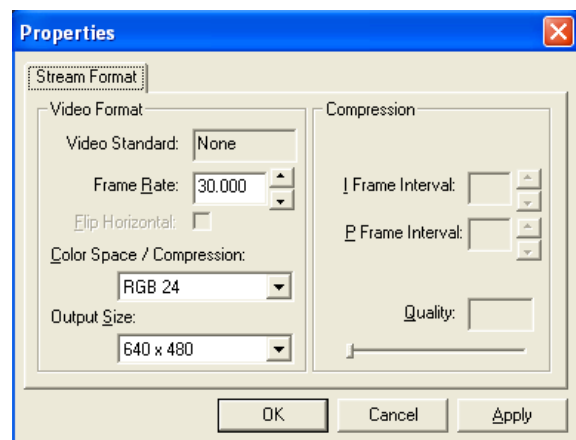 Properties
Stream Format
Video Format
Video Standard: None
Frame Rate: 30.000
Flip Horizontal:
Color Space / Compression:
RGB 24
Output Size:
640 x 480
Compression
I Frame Interval:
P Frame Interval:
Quality:
OK Cancel Apply